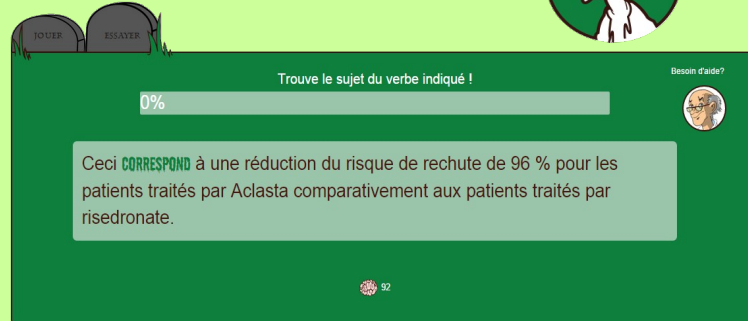 JOUER
ESSAYER
Besoin d'aide?
Trouve le sujet du verbe indiqué !
0%
Ceci CORRESPOND à une réduction du risque de rechute de 96 % pour les
patients traités par Aclasta comparativement aux patients traités par
risedronate.
92